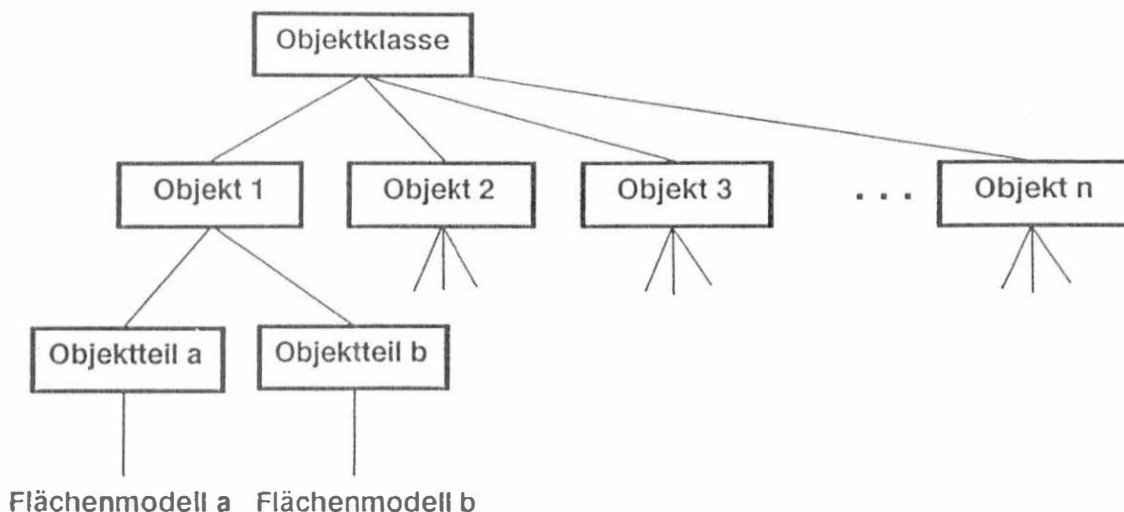 Objektklasse
Objekt 1 Objekt 2 Objekt 3 . . . Objekt n
Objektteil a Objektteil b
Flächenmodell a Flächenmodell b